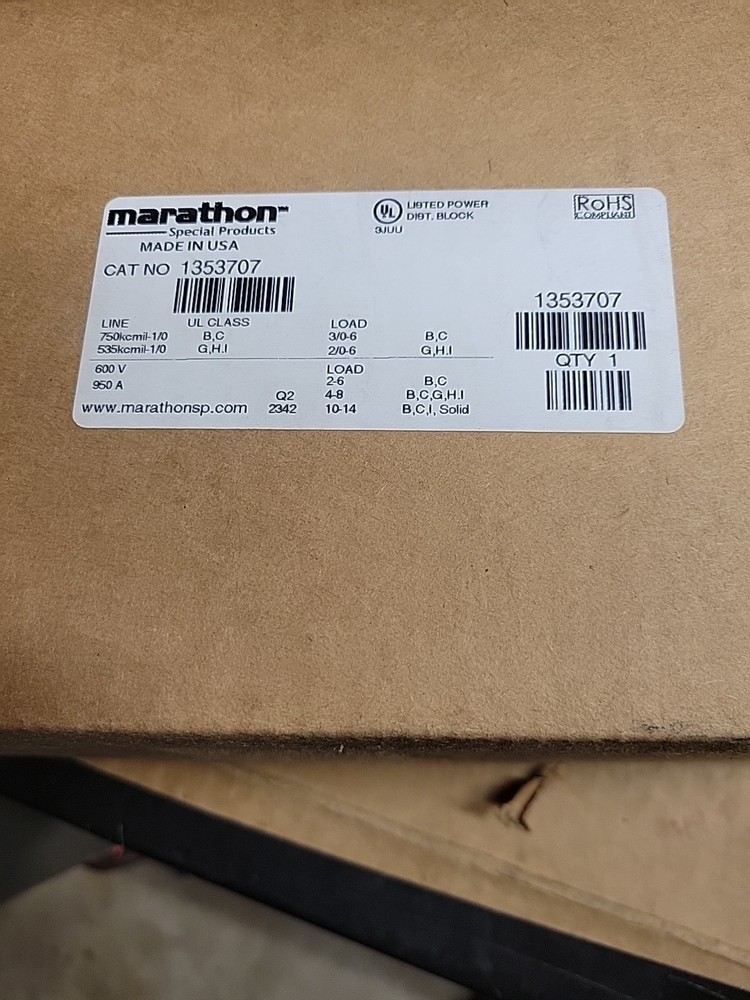 marathon™
Special Products
MADE IN USA
UL LISTED POWER
DIST. BLOCK
3JUU
RoHS
COMPLIANT
CAT NO 1353707
1353707
QTY 1
LINE UL CLASS LOAD
750kcmil-1/0 B,C 3/0-6 B,C
535kcmil-1/0 G,H.I 2/0-6 G,H.I
600 V LOAD
950 A 2-6 B,C
Q2 4-8 B,C,G,H.I
www.marathonsp.com 2342 10-14 B,C,I, Solid